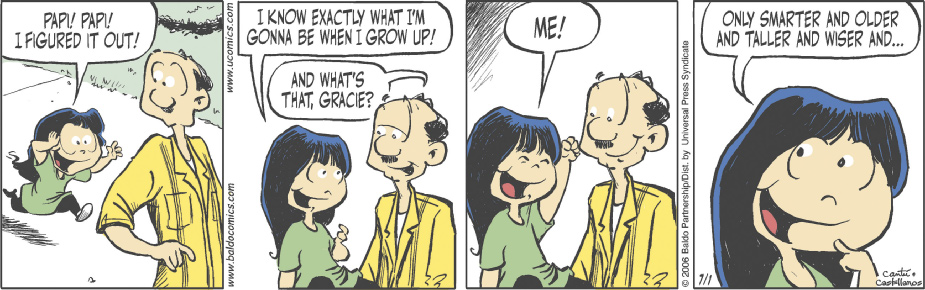 PAPI! PAPI!
I FIGURED IT OUT!
www.ucomics.com
www.baldocomics.com
I KNOW EXACTLY WHAT I'M
GONNA BE WHEN I GROW UP!
AND WHAT'S
THAT, GRACIE?
ME!
© 2006 Baldo Partnership/Dist. by Universal Press Syndicate
ONLY SMARTER AND OLDER
AND TALLER AND WISER AND...
7/1
Cantú •
Castellanos